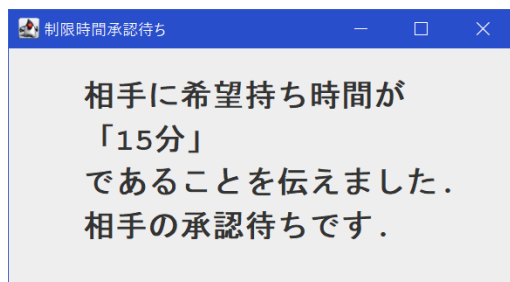 制限時間承認待ち
相手に希望持ち時間が
「15分」
であることを伝えました.
相手の承認待ちです.